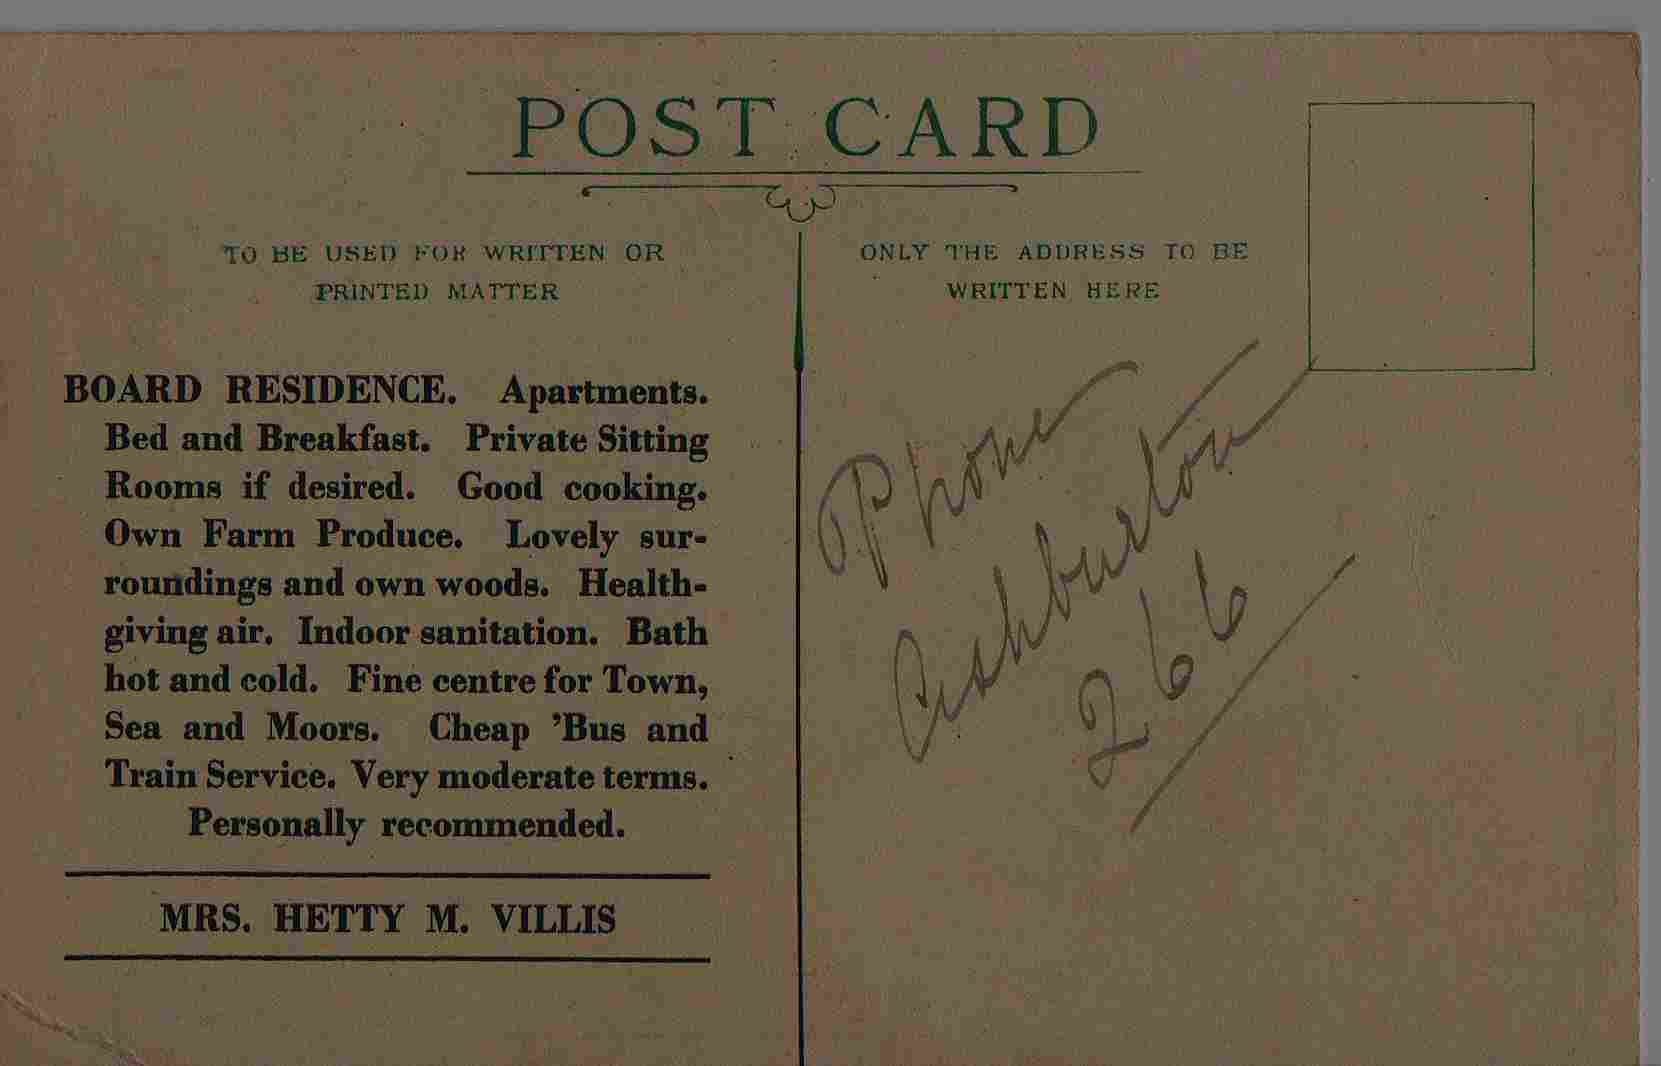 POST CARD
TO BE USED FOR WRITTEN OR
PRINTED MATTER
ONLY THE ADDRESS TO BE
WRITTEN HERE
BOARD RESIDENCE. Apartments.
Bed and Breakfast. Private Sitting
Rooms if desired. Good cooking.
Own Farm Produce. Lovely sur-
roundings and own woods. Health-
giving air. Indoor sanitation. Bath
hot and cold. Fine centre for Town,
Sea and Moors. Cheap 'Bus and
Train Service. Very moderate terms.
Personally recommended.
MRS. HETTY M. VILLIS
Phone
Ashburton
266